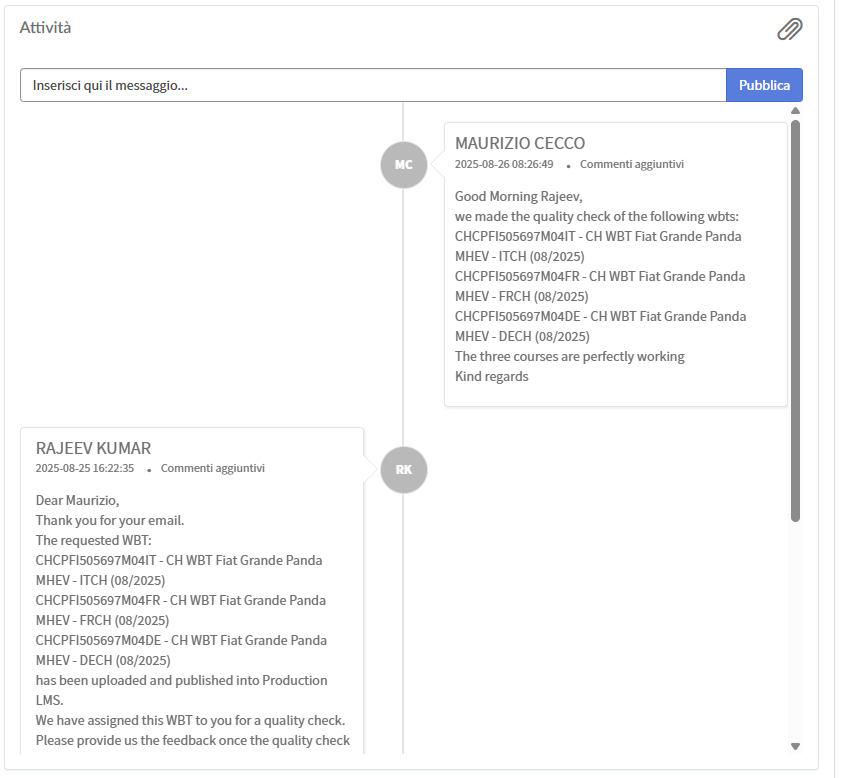 Attività
Inserisci qui il messaggio...
Pubblica
MC
MAURIZIO CECCO
2025-08-26 08:26:49 • Commenti aggiuntivi
Good Morning Rajeev,
we made the quality check of the following wbts:
CHCPFI505697M04IT - CH WBT Fiat Grande Panda
MHEV - ITCH (08/2025)
CHCPFI505697M04FR - CH WBT Fiat Grande Panda
MHEV - FRCH (08/2025)
CHCPFI505697M04DE - CH WBT Fiat Grande Panda
MHEV - DECH (08/2025)
The three courses are perfectly working
Kind regards
RAJEEV KUMAR
2025-08-25 16:22:35 • Commenti aggiuntivi
RK
Dear Maurizio,
Thank you for your email.
The requested WBT:
CHCPFI505697M04IT - CH WBT Fiat Grande Panda
MHEV - ITCH (08/2025)
CHCPFI505697M04FR - CH WBT Fiat Grande Panda
MHEV - FRCH (08/2025)
CHCPFI505697M04DE - CH WBT Fiat Grande Panda
MHEV - DECH (08/2025)
has been uploaded and published into Production
LMS.
We have assigned this WBT to you for a quality check.
Please provide us the feedback once the quality check